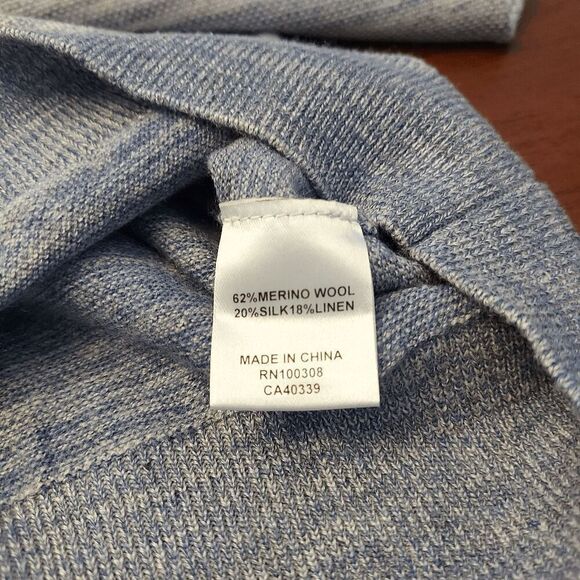 62%MERINO WOOL
20%SILK18%LINEN
MADE IN CHINA
RN100308
CA40339